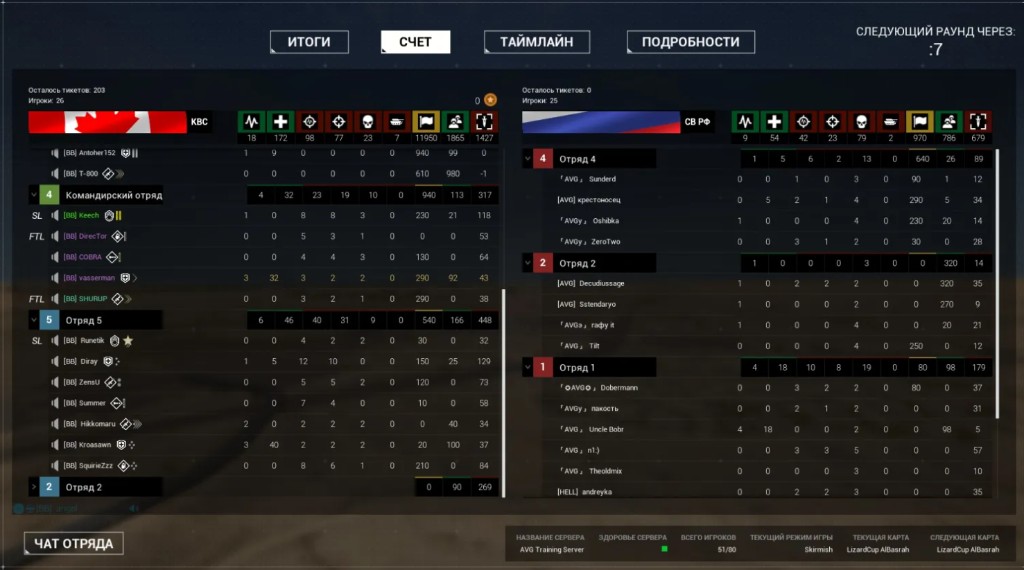 ИТОГИ
СЧЕТ
ТАЙМЛАЙН
ПОДРОБНОСТИ
СЛЕДУЮЩИЙ РАУНД ЧЕРЕЗ:
:7
Осталось тикетов: 203
Игроки: 26
0
КВС
18 172 98 77 23 7 11950 1865 1427
[BB] Antoher152 1 9 0 0 0 0 940 99 0
[BB] T-800 0 0 0 0 0 0 610 980 -1
4 Командирский отряд 4 32 23 19 10 0 940 113 317
SL [BB] Keech 1 0 8 8 3 0 230 21 118
FTL [BB] DirecTor 0 0 5 3 1 0 0 0 53
[BB] COBRA 0 0 4 4 3 0 130 0 64
[BB] vasserman 3 32 3 2 2 0 290 92 43
FTL [BB] SHURUP 0 0 3 2 1 0 290 0 38
5 Отряд 5 6 46 40 31 9 0 540 166 448
SL [BB] Runetik 0 0 4 2 2 0 30 0 32
[BB] Diray 1 5 12 10 0 0 150 25 129
[BB] ZensU 0 0 5 5 2 0 120 0 73
[BB] Summer 0 0 7 4 0 0 10 0 58
[BB] Hikkomaru 2 0 2 2 2 0 0 40 34
[BB] Kroasawn 3 40 2 2 2 0 20 100 37
[BB] SquirieZzz 0 0 8 6 1 0 210 0 84
2 Отряд 2 0 90 269
ЧАТ ОТРЯДА
Осталось тикетов: 0
Игроки: 25
СВ РФ
9 54 42 23 79 2 970 786 679
4 Отряд 4 1 5 6 2 13 0 640 26 89
「AVG」 Sunderd 0 0 1 0 3 0 90 1 12
[AVG] крестоносец 0 5 2 1 4 0 290 5 34
「AVGy」 Oshibka 1 0 0 0 4 0 230 20 14
「AVGy」 ZeroTwo 0 0 3 1 2 0 30 0 28
2 Отряд 2 1 0 0 0 3 0 0 320 14
[AVG] Decudiussage 1 0 2 2 2 0 0 320 35
[AVG] Sstendaryo 1 0 0 0 2 0 0 270 9
「AVG」 гафу it 1 0 0 0 4 0 0 20 21
「AVG」 Tilt 0 0 0 0 4 0 250 0 12
1 Отряд 1 4 18 10 8 19 0 80 98 179
「✪AVG✪」 Dobermann 0 0 3 2 2 0 80 0 37
「AVGy」 пакость 0 0 2 1 2 0 0 0 31
「AVG」 Uncle Bobr 4 18 0 0 2 0 0 98 5
「AVG」 n1:) 0 0 3 3 5 0 0 0 57
「AVG」 Theoldmix 0 0 0 0 3 0 0 0 10
[HELL] andreyka 0 0 2 2 3 0 0 0 35
НАЗВАНИЕ СЕРВЕРА ЗДОРОВЬЕ СЕРВЕРА ВСЕГО ИГРОКОВ ТЕКУЩИЙ РЕЖИМ ИГРЫ ТЕКУЩАЯ КАРТА СЛЕДУЮЩАЯ КАРТА
AVG Training Server 51/80 Skirmish LizardCup AlBasrah LizardCup AlBasrah